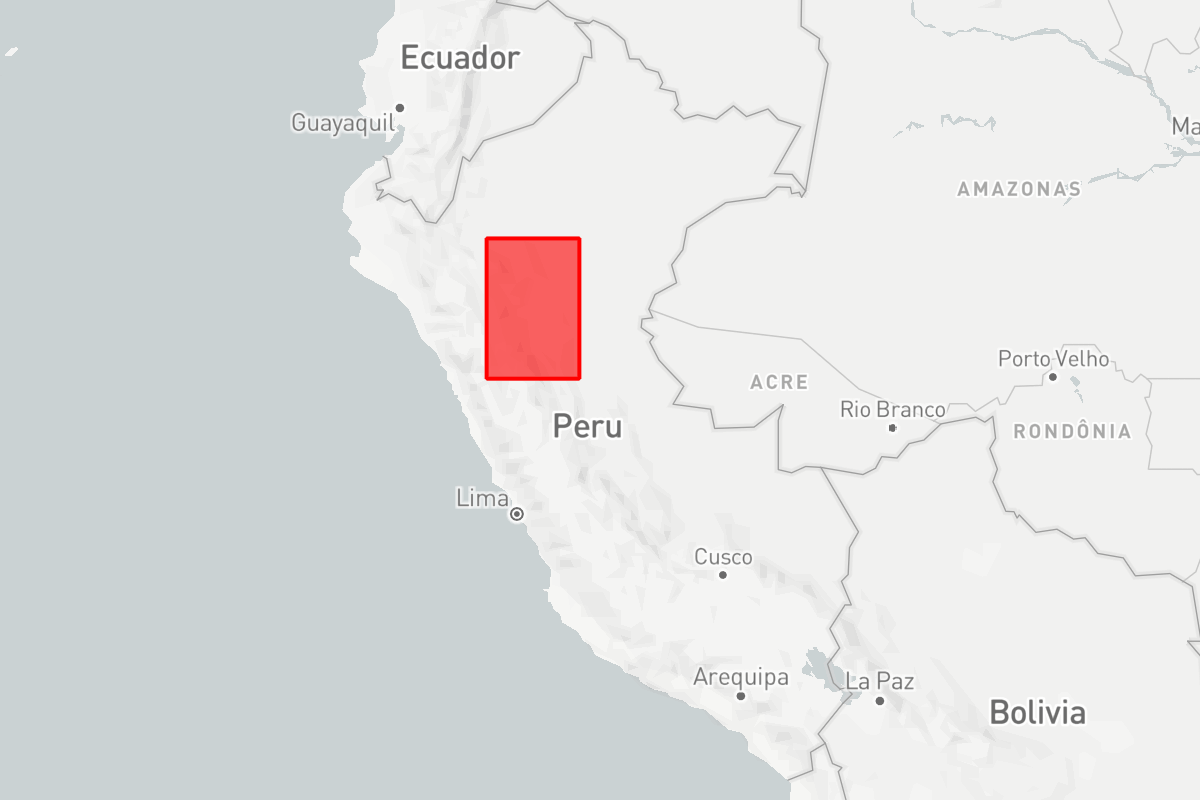 Ecuador
Guayaquil
Ma
AMAZONAS
Porto Velho
ACRE
Rio Branco
Peru
RONDÔNIA
Lima
Cusco
Arequipa
La Paz
Bolivia